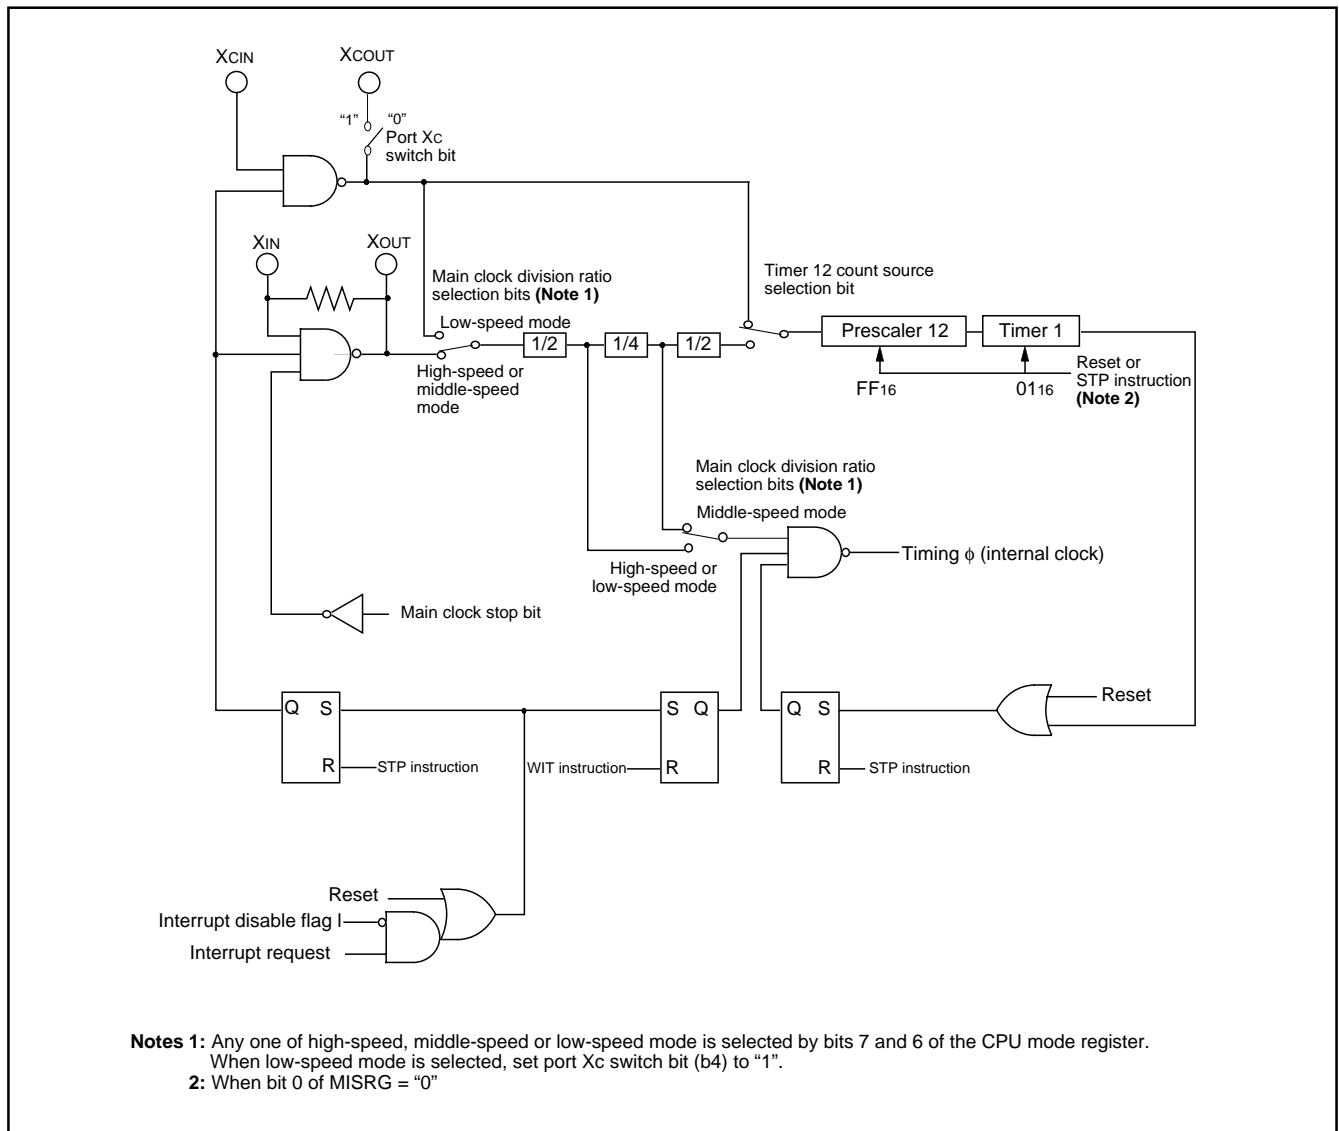 XCIN
XCOUT
“1” “0”
Port XC
switch bit
XIN
XOUT
Main clock division ratio
selection bits (Note 1)
Low-speed mode
Timer 12 count source
selection bit
1/2
1/4
1/2
Prescaler 12
Timer 1
High-speed or
middle-speed
mode
FF16
0116
Reset or
STP instruction
(Note 2)
Main clock division ratio
selection bits (Note 1)
Middle-speed mode
Timing ϕ (internal clock)
High-speed or
low-speed mode
Main clock stop bit
Q S
R
STP instruction
S Q
R
WIT instruction
Q S
R
STP instruction
Reset
Reset
Interrupt disable flag I
Interrupt request
Notes 1: Any one of high-speed, middle-speed or low-speed mode is selected by bits 7 and 6 of the CPU mode register.
When low-speed mode is selected, set port Xc switch bit (b4) to “1”.
2: When bit 0 of MISRG = “0”